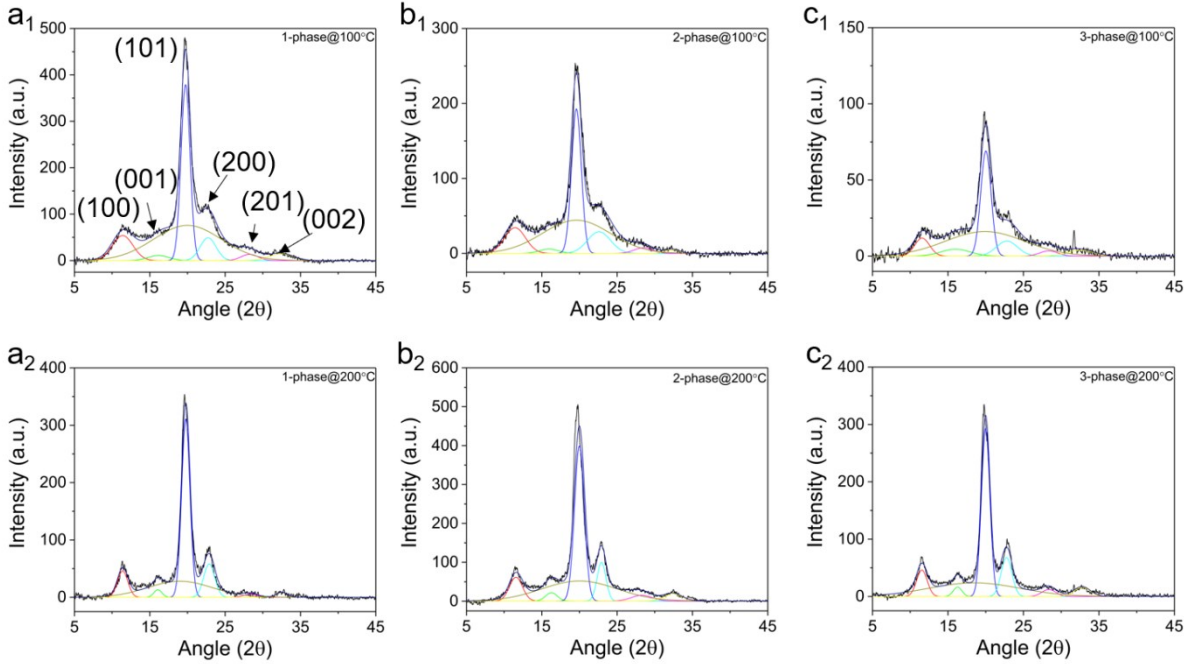 a1
1-phase@100°C
500
400
300
200
100
0
Intensity (a.u.)
(101)
(200)
(001)
(201)
(100)
(002)
5 15 25 35 45
Angle (2θ)
b1
2-phase@100°C
300
200
100
0
Intensity (a.u.)
5 15 25 35 45
Angle (2θ)
c1
3-phase@100°C
150
100
50
0
Intensity (a.u.)
5 15 25 35 45
Angle (2θ)
a2
1-phase@200°C
400
300
200
100
0
Intensity (a.u.)
5 15 25 35 45
Angle (2θ)
b2
2-phase@200°C
600
500
400
300
200
100
0
Intensity (a.u.)
5 15 25 35 45
Angle (2θ)
c2
3-phase@200°C
400
300
200
100
0
Intensity (a.u.)
5 15 25 35 45
Angle (2θ)